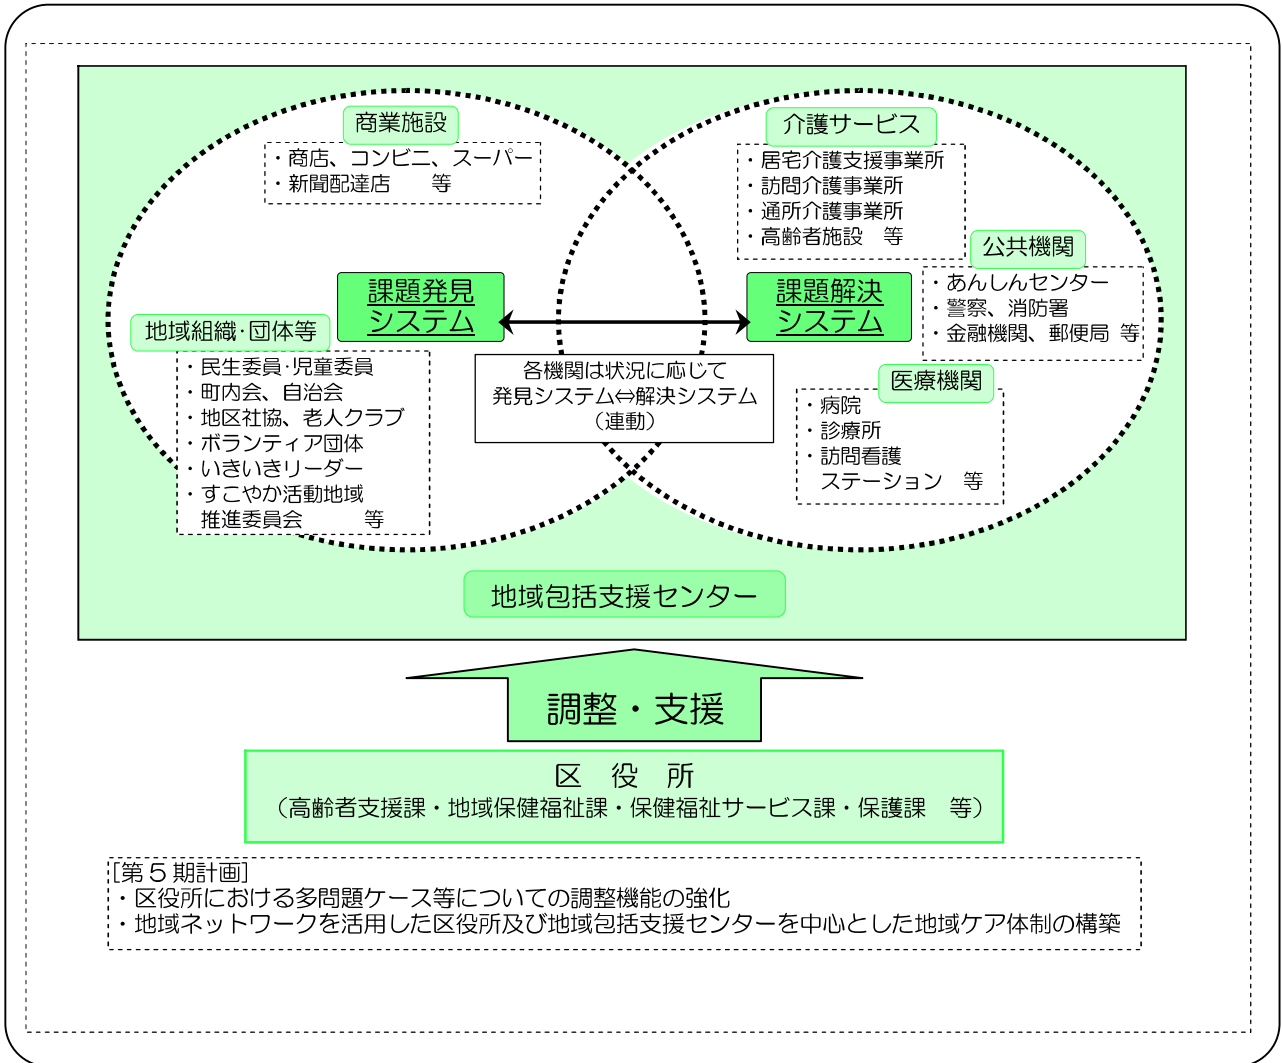 商業施設
・商店、コンビニ、スーパー
・新聞配達店　　等
介護サービス
・居宅介護支援事業所
・訪問介護事業所
・通所介護事業所
・高齢者施設　等
公共機関
・あんしんセンター
・警察、消防署
・金融機関、郵便局 等
課題発見
システム
課題解決
システム
地域組織･団体等
・民生委員･児童委員
・町内会、自治会
・地区社協、老人クラブ
・ボランティア団体
・いきいきリーダー
・すこやか活動地域
推進委員会　　　等
各機関は状況に応じて
発見システム⇔解決システム
（連動）
医療機関
・病院
・診療所
・訪問看護
ステーション　等
地域包括支援センター
調整・支援
区　役　所
（高齢者支援課・地域保健福祉課・保健福祉サービス課・保護課　等）
[第５期計画]
・区役所における多問題ケース等についての調整機能の強化
・地域ネットワークを活用した区役所及び地域包括支援センターを中心とした地域ケア体制の構築